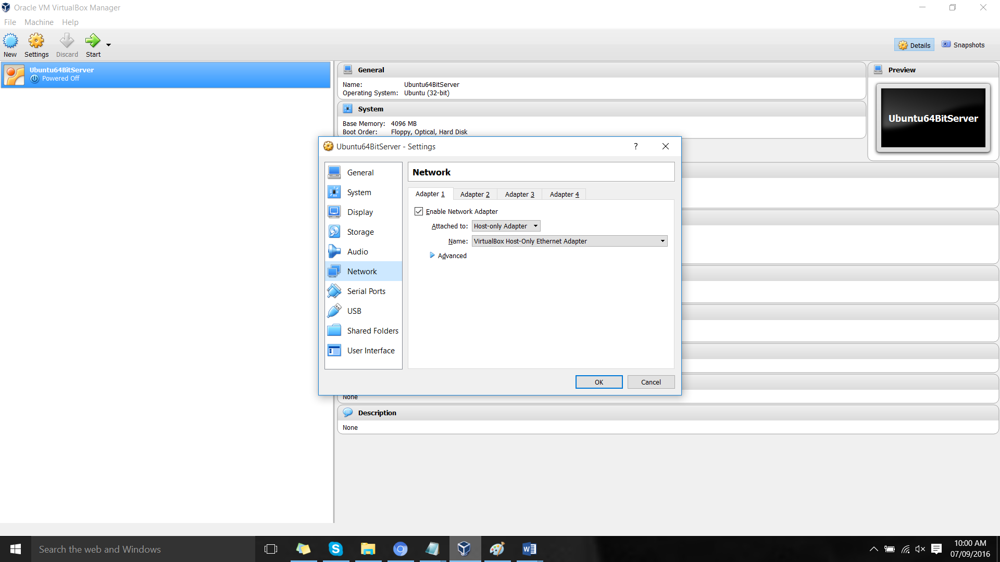 Oracle VM VirtualBox Manager
File Machine Help
New Settings Discard Start
Details Snapshots
Ubuntu64BitServer
Powered Off
General
Name: Ubuntu64BitServer
Operating System: Ubuntu (32-bit)
System
Base Memory: 4096 MB
Boot Order: Floppy, Optical, Hard Disk
Preview
Ubuntu64BitServer
Ubuntu64BitServer - Settings
?
General
System
Display
Storage
Audio
Network
Serial Ports
USB
Shared Folders
User Interface
Network
Adapter 1 Adapter 2 Adapter 3 Adapter 4
Enable Network Adapter
Attached to: Host-only Adapter
Name: VirtualBox Host-Only Ethernet Adapter
Advanced
OK Cancel
None
Description
None
Search the web and Windows
10:00 AM
07/09/2016